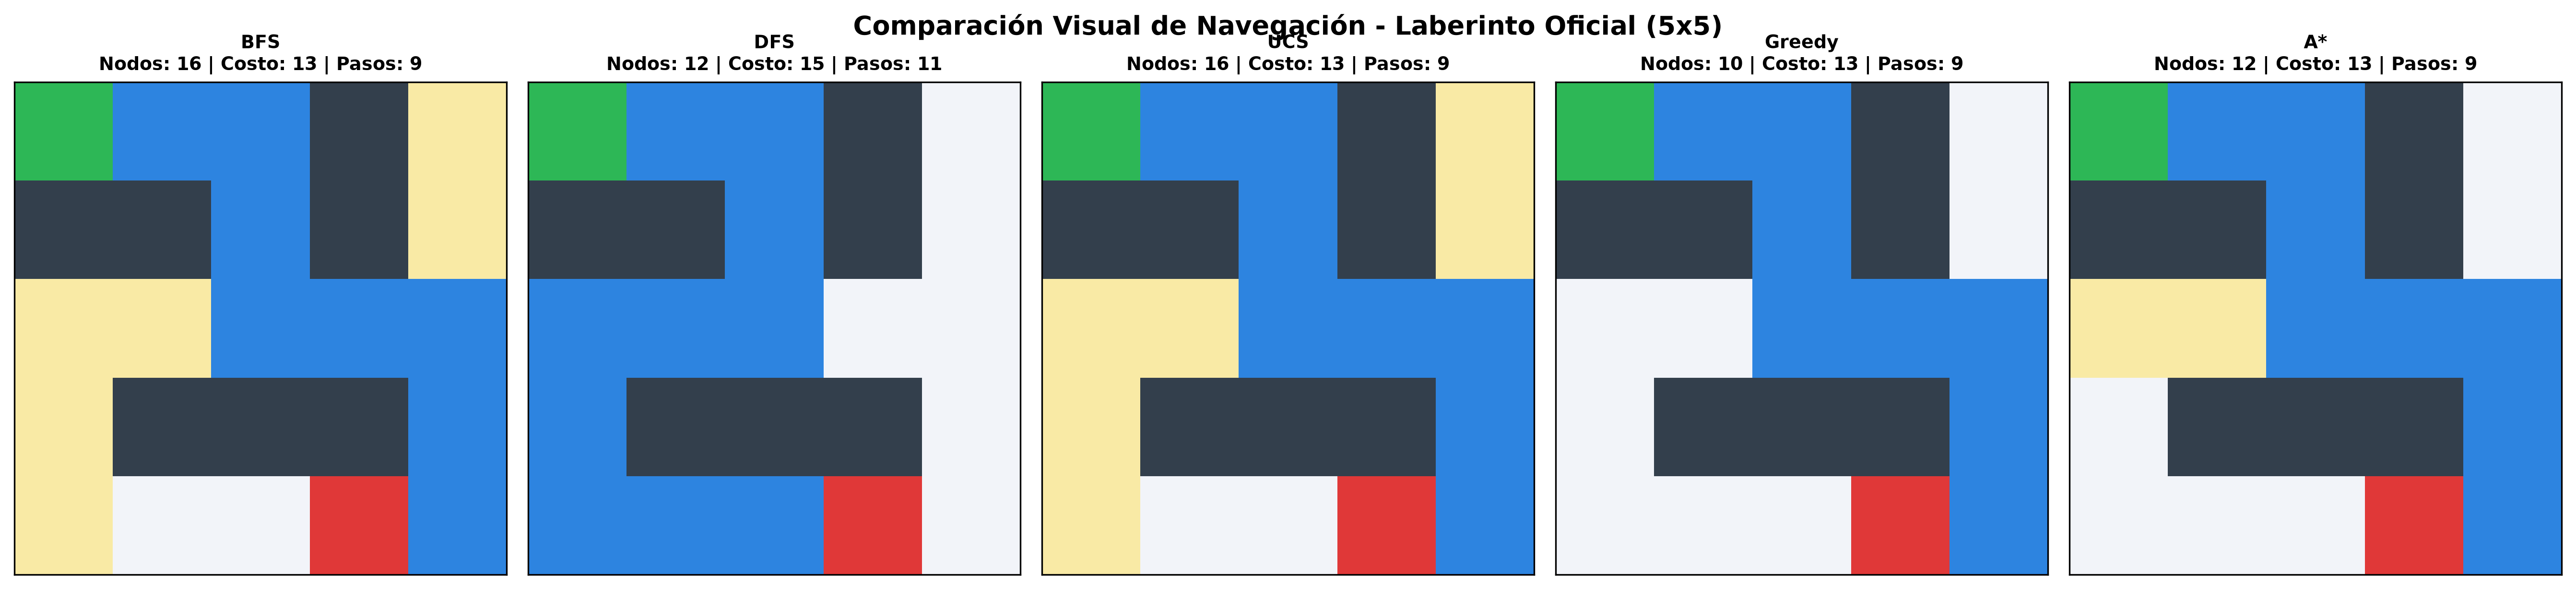 Comparación Visual de Navegación - Laberinto Oficial (5x5)
BFS
Nodos: 16 | Costo: 13 | Pasos: 9
DFS
Nodos: 12 | Costo: 15 | Pasos: 11
UCS
Nodos: 16 | Costo: 13 | Pasos: 9
Greedy
Nodos: 10 | Costo: 13 | Pasos: 9
A*
Nodos: 12 | Costo: 13 | Pasos: 9